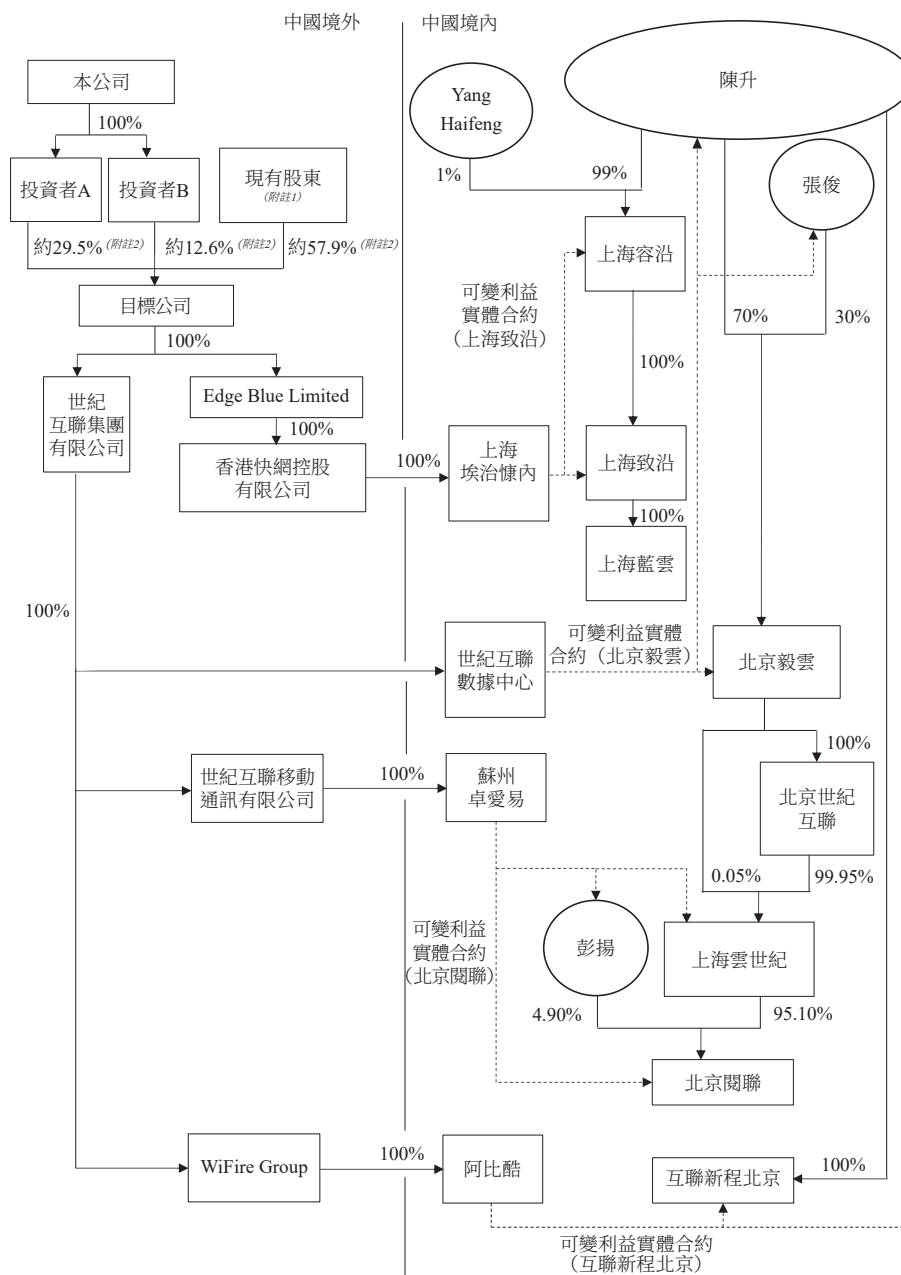 中國境外
中國境內
本公司
Yang
Haifeng
陳升
100%
投資者A
投資者B
現有股東
(附註1)
1%
99%
張俊
約29.5% (附註2)
約12.6% (附註2)
約57.9% (附註2)
上海容沿
目標公司
可變利益
實體合約
（上海致沿）
70%
30%
100%
100%
世紀
互聯集團
有限公司
Edge Blue Limited
100%
香港快網控股
有限公司
100%
上海
埃治慷內
上海致沿
100%
上海藍雲
100%
世紀互聯
數據中心
可變利益實體
合約（北京毅雲）
北京毅雲
100%
世紀互聯移動
通訊有限公司
100%
蘇州
卓愛易
北京世紀
互聯
0.05%
99.95%
可變利益
實體合約
（北京閱聯）
彭揚
上海雲世紀
4.90%
95.10%
北京閱聯
WiFire Group
100%
阿比酷
互聯新程北京
100%
可變利益實體合約
（互聯新程北京）